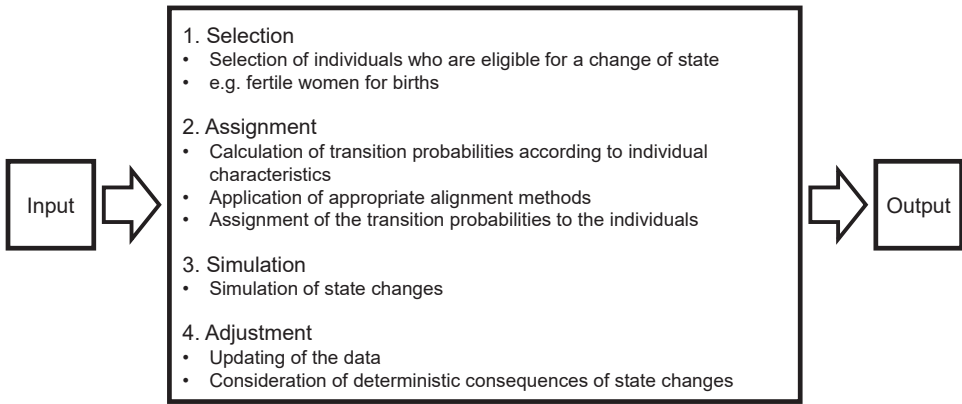 Input
1. Selection
• Selection of individuals who are eligible for a change of state
• e.g. fertile women for births
2. Assignment
• Calculation of transition probabilities according to individual
characteristics
• Application of appropriate alignment methods
• Assignment of the transition probabilities to the individuals
3. Simulation
• Simulation of state changes
4. Adjustment
• Updating of the data
• Consideration of deterministic consequences of state changes
Output